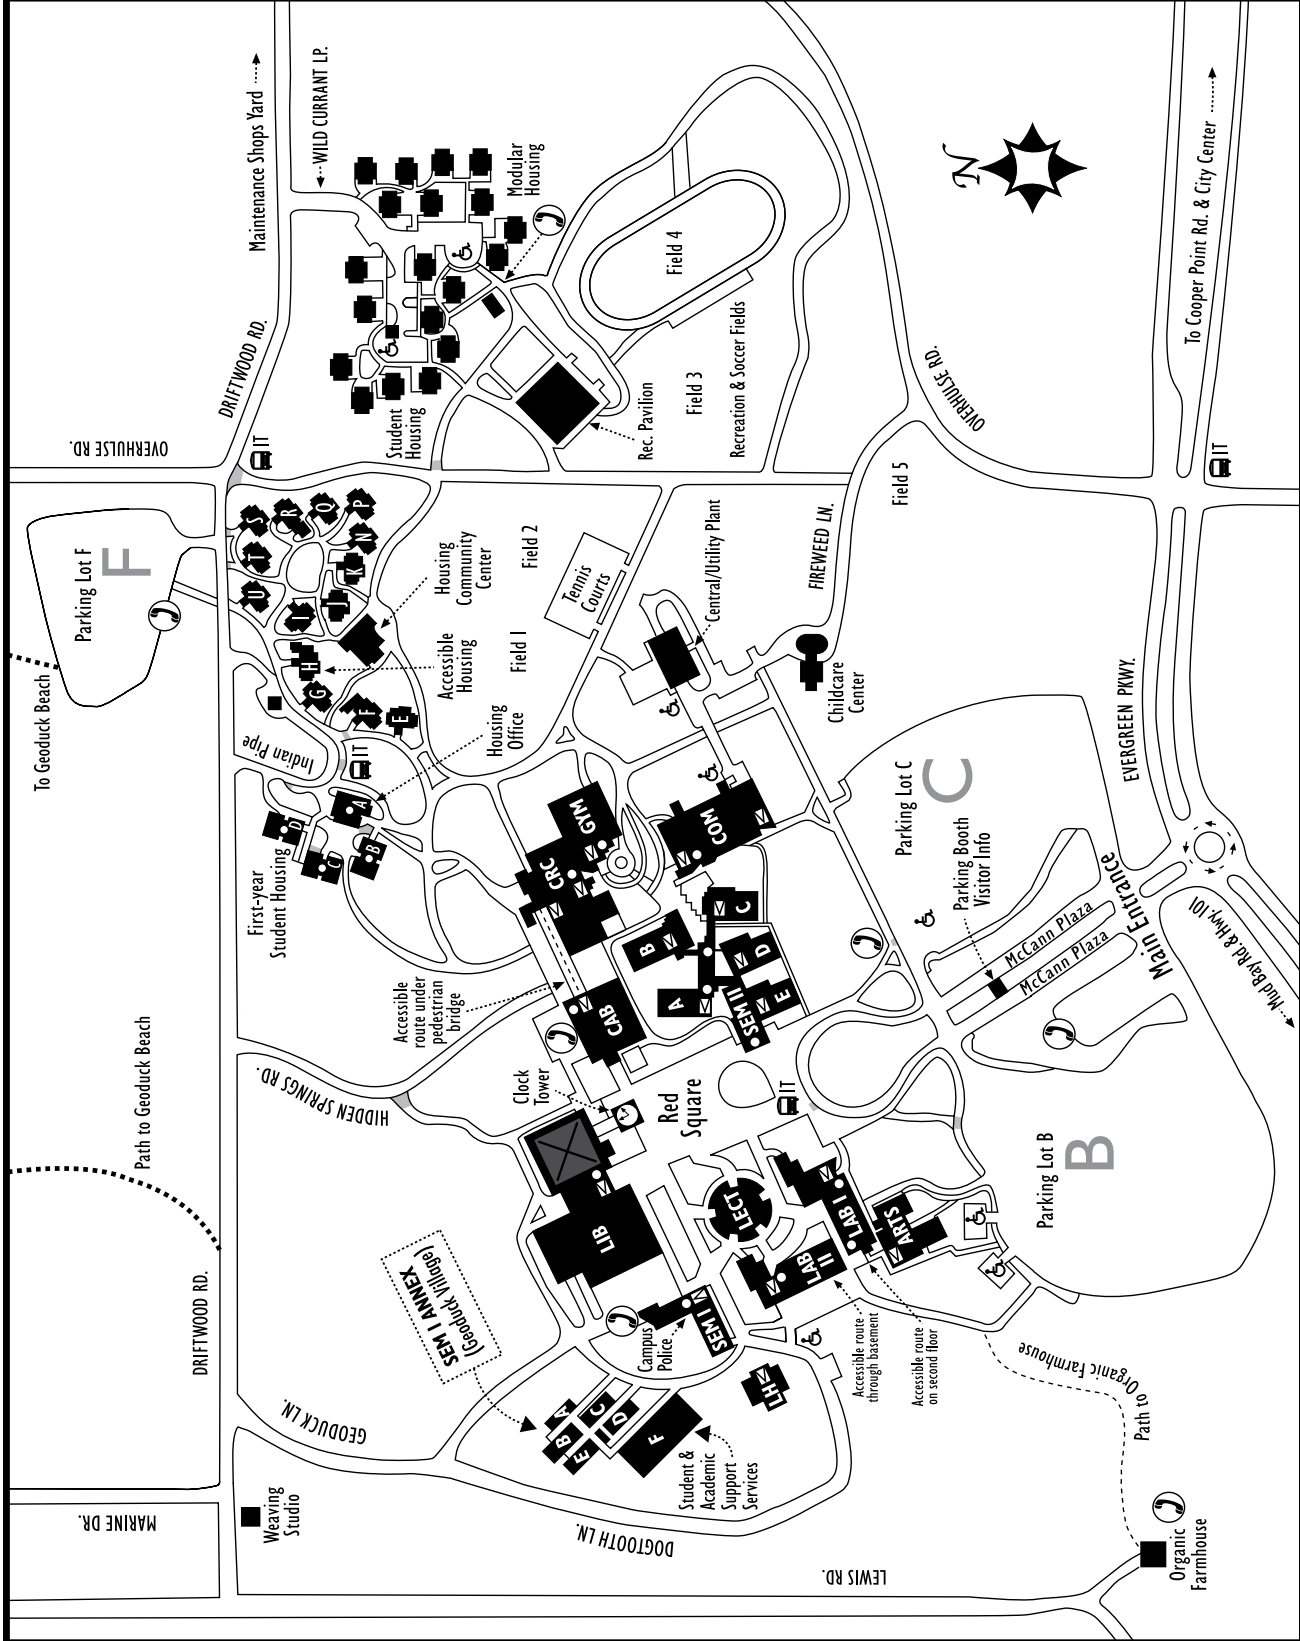 To Geoduck Beach
Path to Geoduck Beach
MARINE DR.
DRIFTWOOD RD.
OVERHULSE RD.
Parking Lot F
F
Maintenance Shops Yard
WILD CURRANT LP.
DRIFTWOOD RD.
IT
Modular
Housing
Student
Housing
Rec. Pavilion
Field 4
Field 3
Recreation & Soccer Fields
N
To Cooper Point Rd. & City Center
OVERHULSE RD.
IT
Field 5
FIREWEED LN.
Central/Utility Plant
Tennis
Courts
Field 2
Field 1
Housing
Community
Center
Accessible
Housing
Housing
Office
S
R
Q
P
T
N
K
U
J
I
H
G
F
E
Indian Pipe
IT
A
D
B
C
First-year
Student Housing
Childcare
Center
Parking Lot C
C
EVERGREEN PKWY.
Parking Booth
Visitor Info
McCann Plaza
McCann Plaza
Main Entrance
Mud Bay Rd. & Hwy. 101
GYM
CRC
COM
B
C
A
D
E
SEM II
CAB
Accessible
route under
pedestrian
bridge
Clock
Tower
Red
Square
IT
HIDDEN SPRINGS RD.
LIB
LECT
LAB I
LAB
II
ARTS
Parking Lot B
B
SEM I ANNEX
(Geoduck Village)
Campus
Police
SEM I
LH
A
B
C
D
E
F
Student &
Academic
Support
Services
Accessible route
through basement
Accessible route
on second floor
Path to Organic Farmhouse
Organic
Farmhouse
GEODUCK LN.
DOGTOOTH LN.
LEWIS RD.
Weaving
Studio